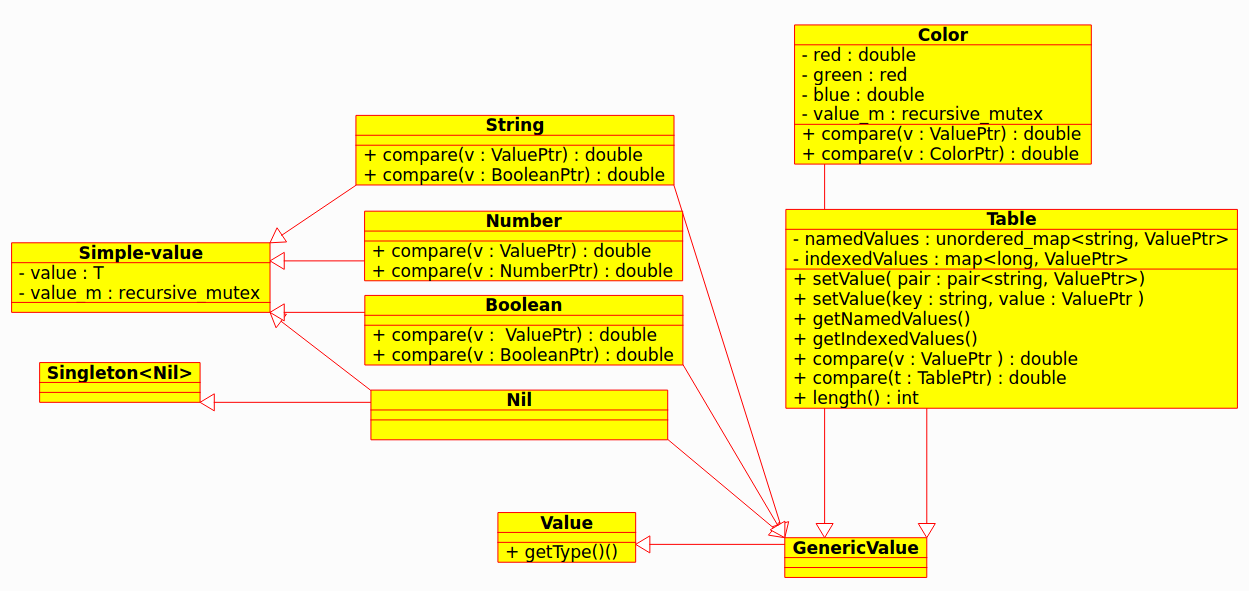 Color
- red : double
- green : red
- blue : double
- value_m : recursive_mutex
+ compare(v : ValuePtr) : double
+ compare(v : ColorPtr) : double
String
+ compare(v : ValuePtr) : double
+ compare(v : BooleanPtr) : double
Number
+ compare(v : ValuePtr) : double
+ compare(v : NumberPtr) : double
Simple-value
- value : T
- value_m : recursive_mutex
Boolean
+ compare(v :  ValuePtr) : double
+ compare(v : BooleanPtr) : double
Table
- namedValues : unordered_map<string, ValuePtr>
- indexedValues : map<long, ValuePtr>
+ setValue( pair : pair<string, ValuePtr>)
+ setValue(key : string, value : ValuePtr )
+ getNamedValues()
+ getIndexedValues()
+ compare(v : ValuePtr ) : double
+ compare(t : TablePtr) : double
+ length() : int
Singleton<Nil>
Nil
Value
+ getType()()
GenericValue